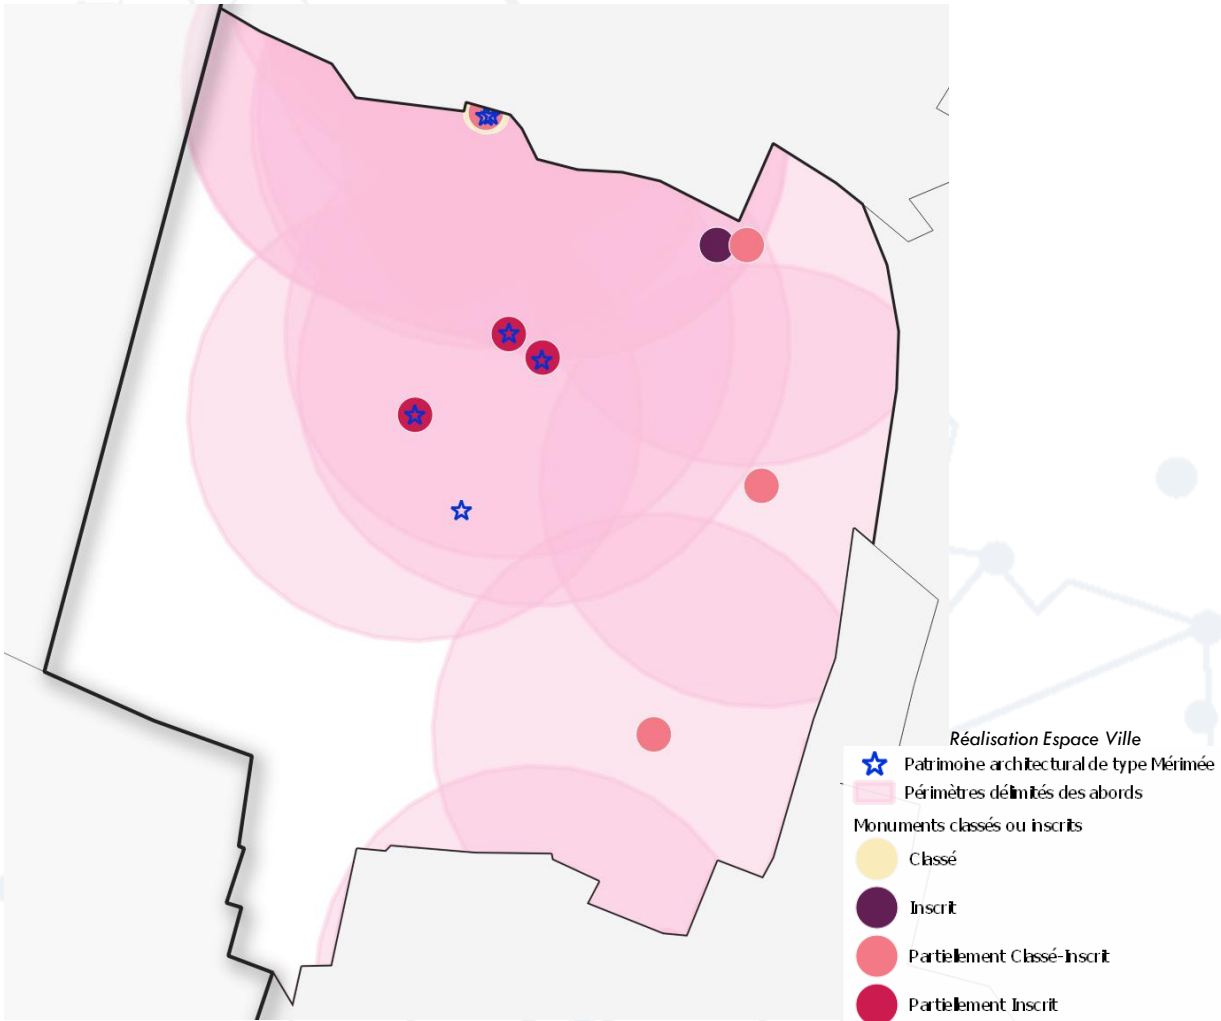 Réalisation Espace Ville
Patrimoine architectural de type Mérimée
Périmètres délimités des abords
Monuments classés ou inscrits
Classé
Inscrit
Partiellement Classé-Inscrit
Partiellement Inscrit